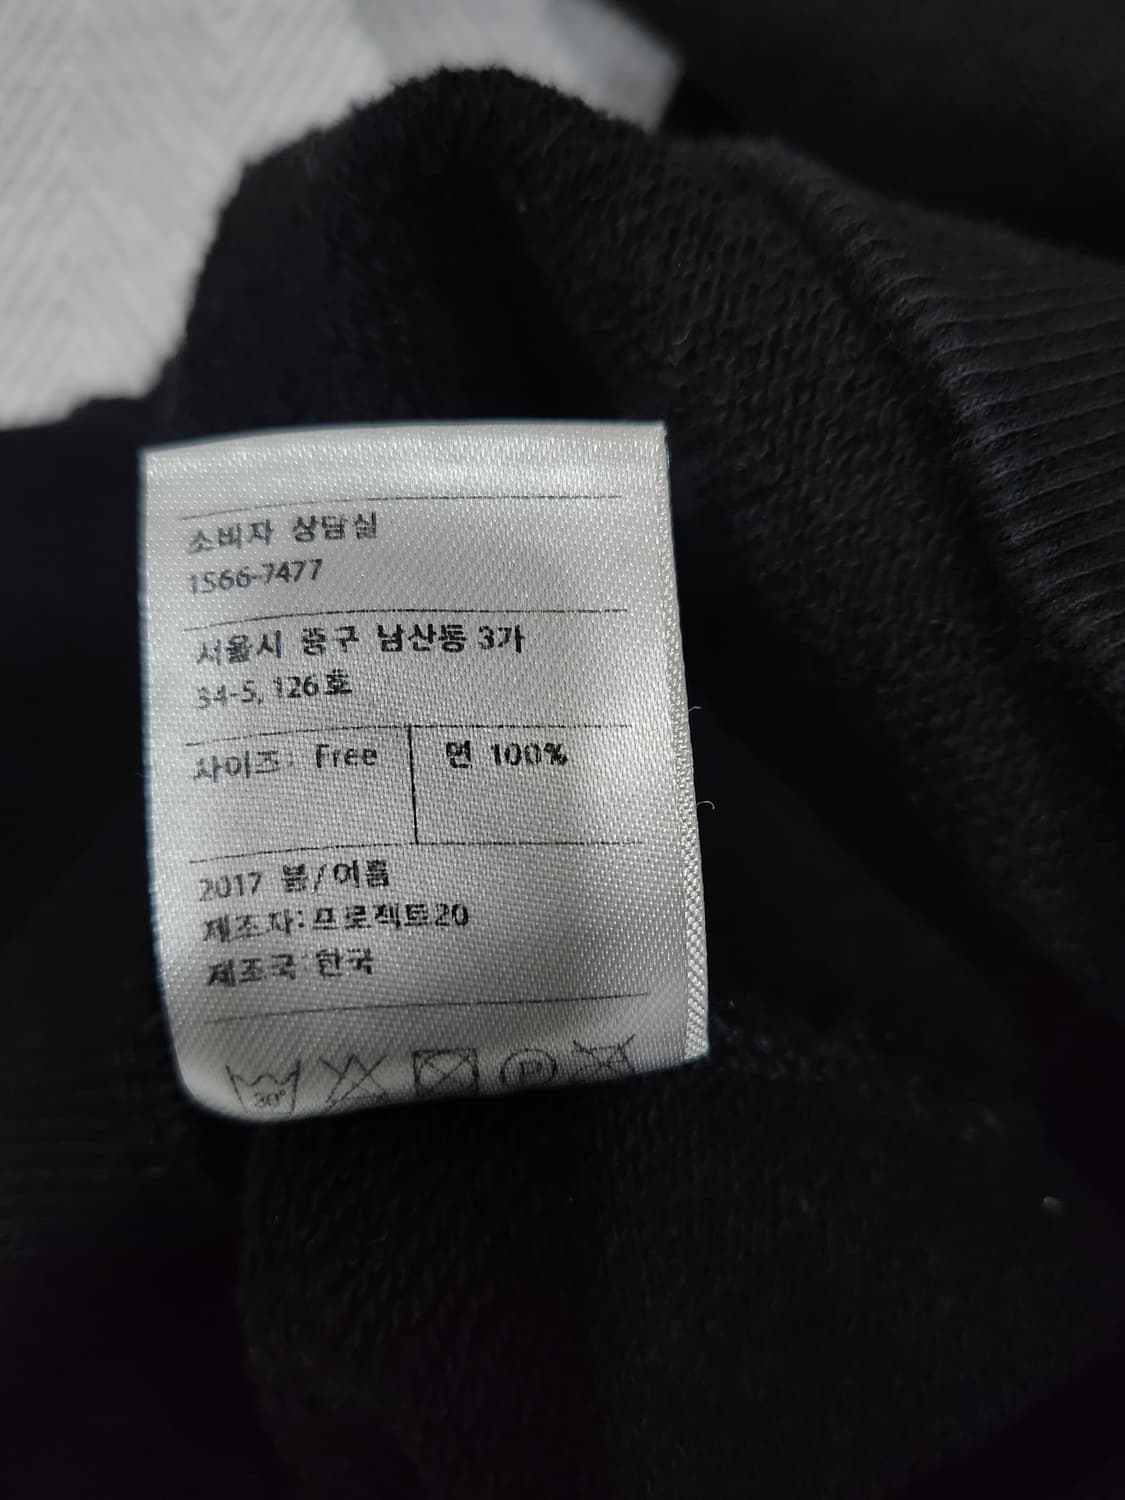 소비자 상담실
1566-7477
서울시 중구 남산동 3가
34-5, 126호
사이즈: Free
면 100%
2017 봄/여름
제조자:프로젝트20
제조국:한국
30°
P